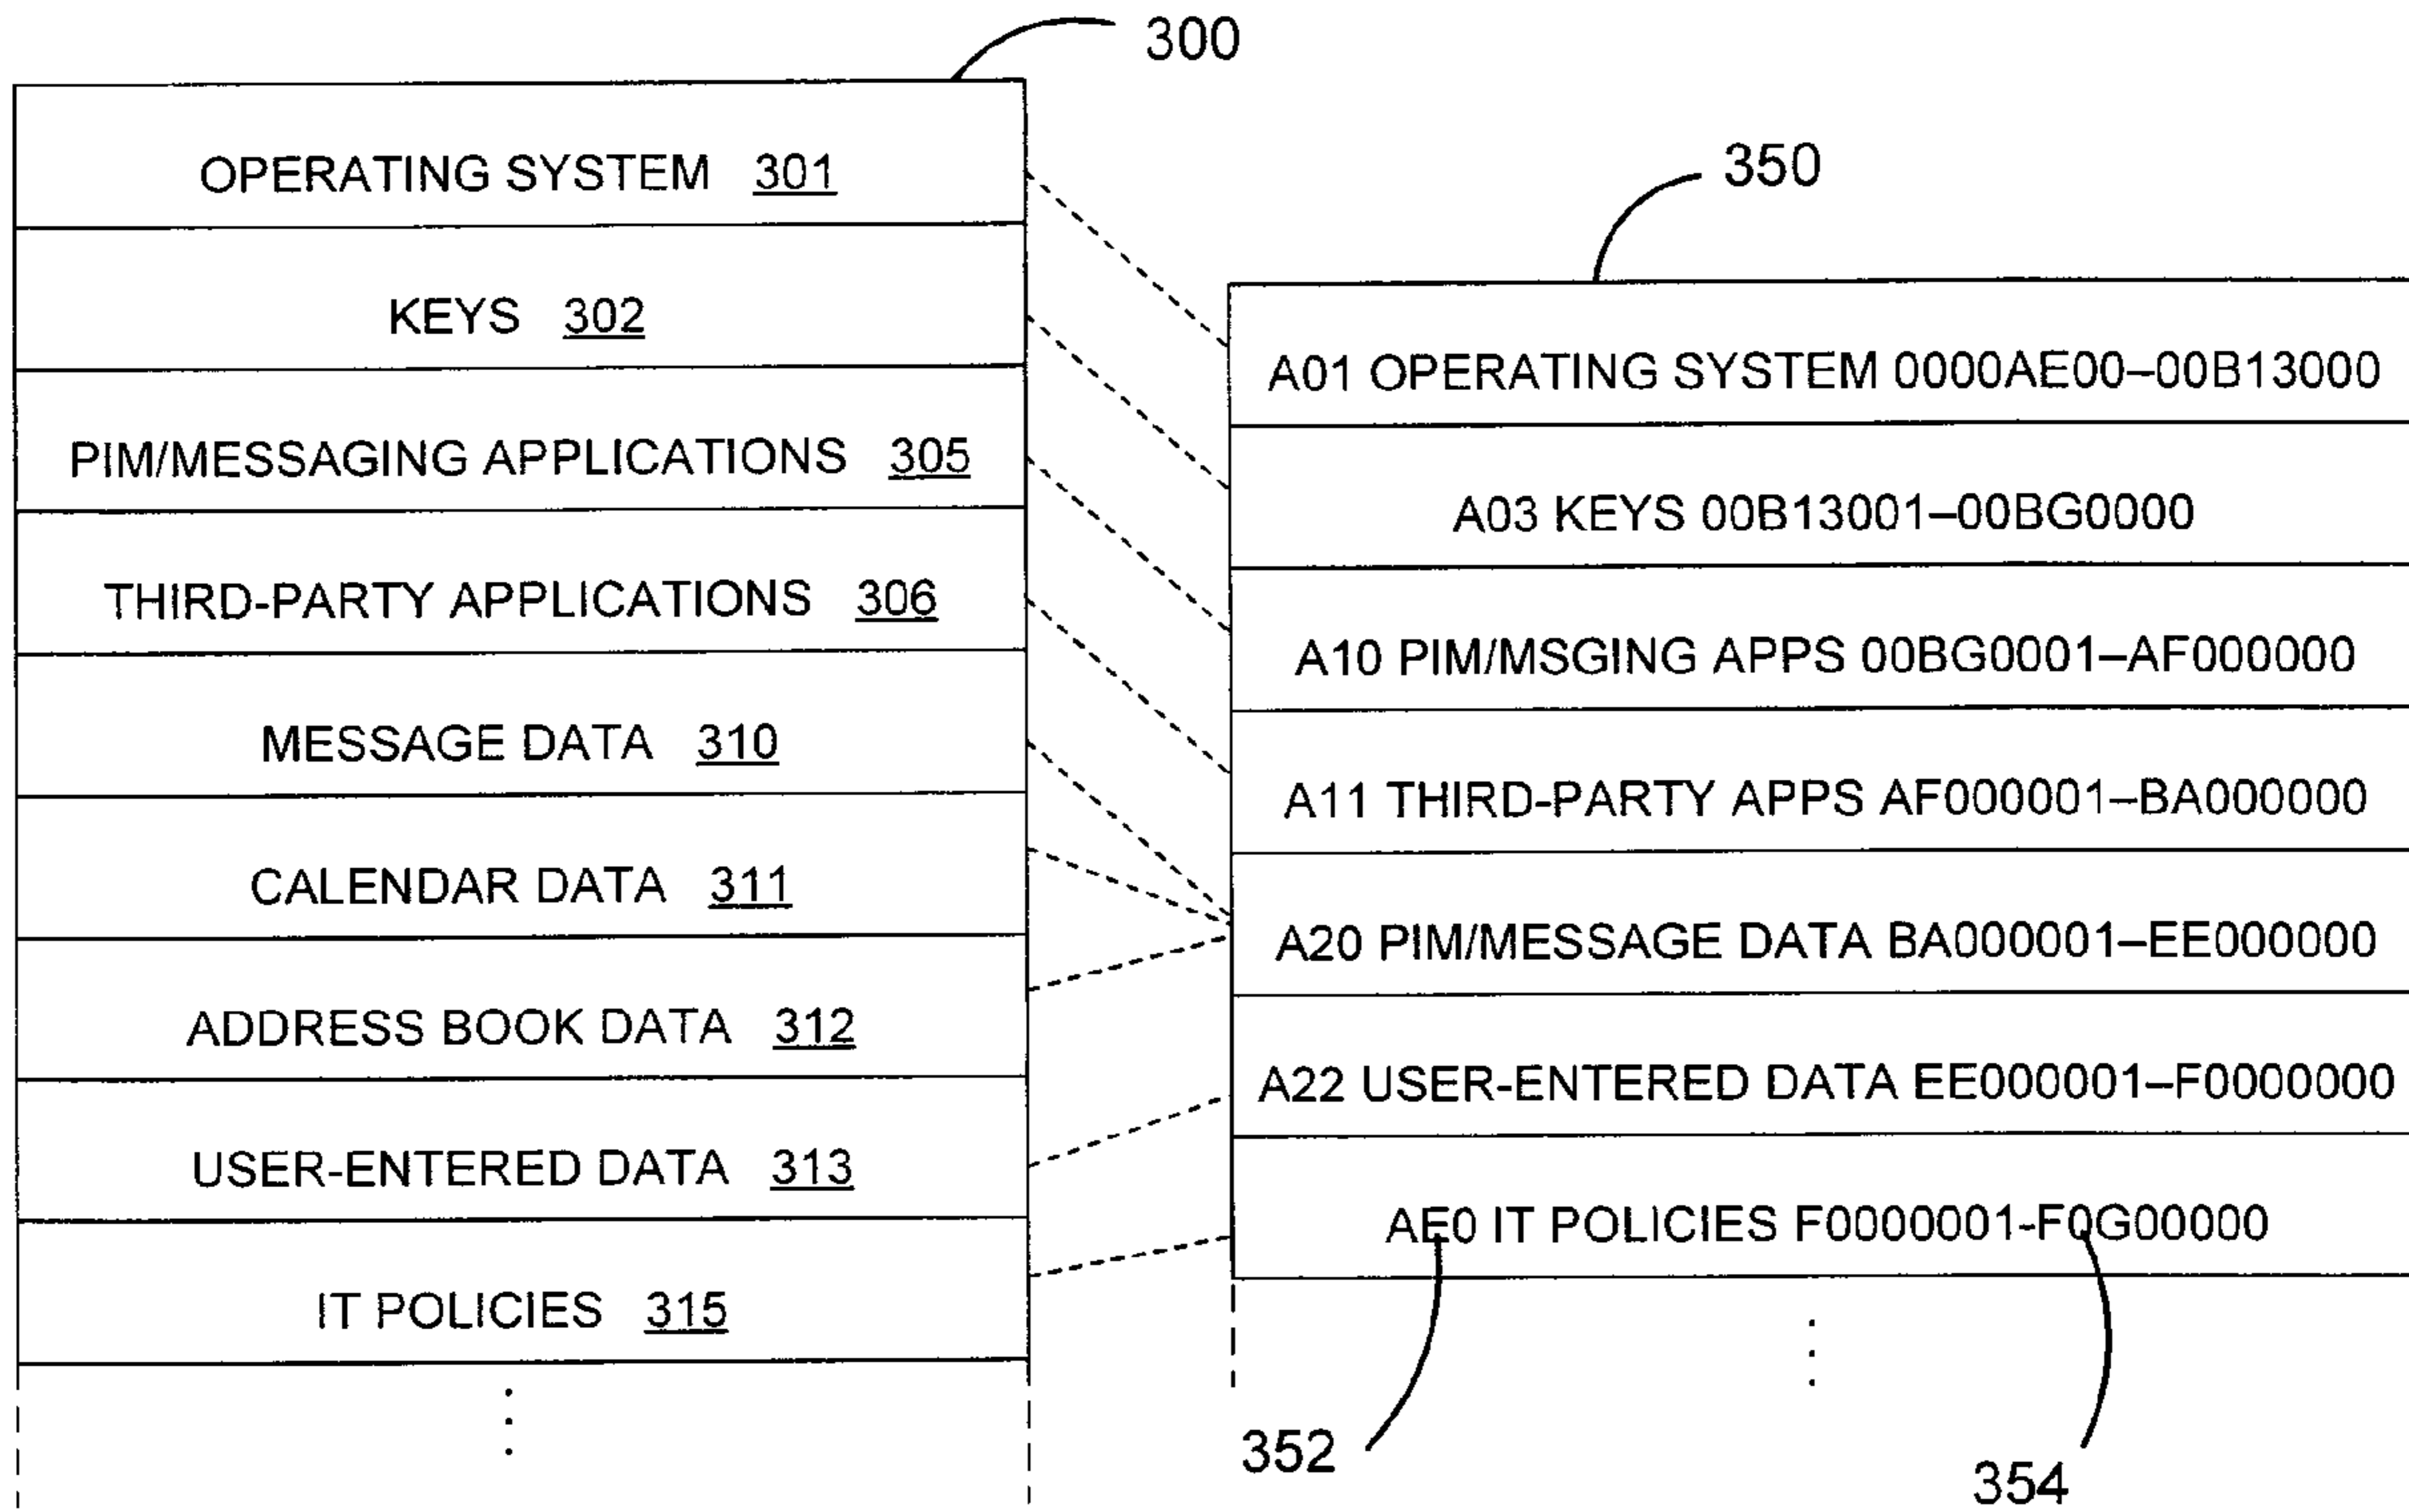 300
OPERATING SYSTEM 301
KEYS 302
PIM/MESSAGING APPLICATIONS 305
THIRD-PARTY APPLICATIONS 306
MESSAGE DATA 310
CALENDAR DATA 311
ADDRESS BOOK DATA 312
USER-ENTERED DATA 313
IT POLICIES 315
350
A01 OPERATING SYSTEM 0000AE00–00B13000
A03 KEYS 00B13001–00BG0000
A10 PIM/MSGING APPS 00BG0001–AF000000
A11 THIRD-PARTY APPS AF000001–BA000000
A20 PIM/MESSAGE DATA BA000001–EE000000
A22 USER-ENTERED DATA EE000001–F0000000
AE0 IT POLICIES F0000001-F0G00000
352
354